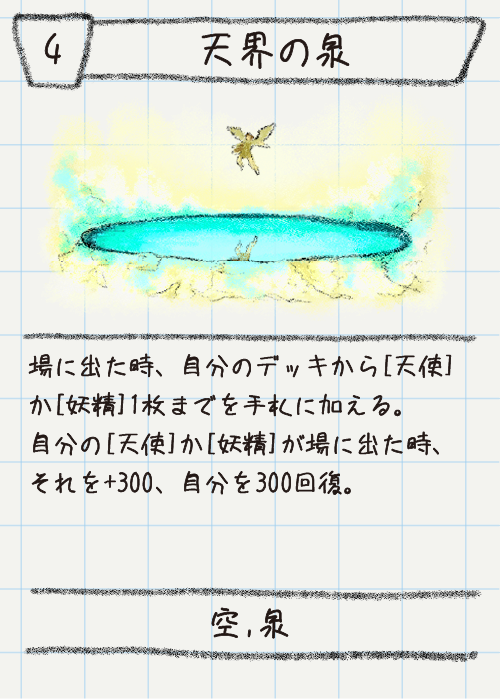 4
天界の泉
場に出た時、自分のデッキから[天使]
か[妖精]1枚までを手札に加える。
自分の[天使]か[妖精]が場に出た時、
それを+300、自分を300回復。
空,泉